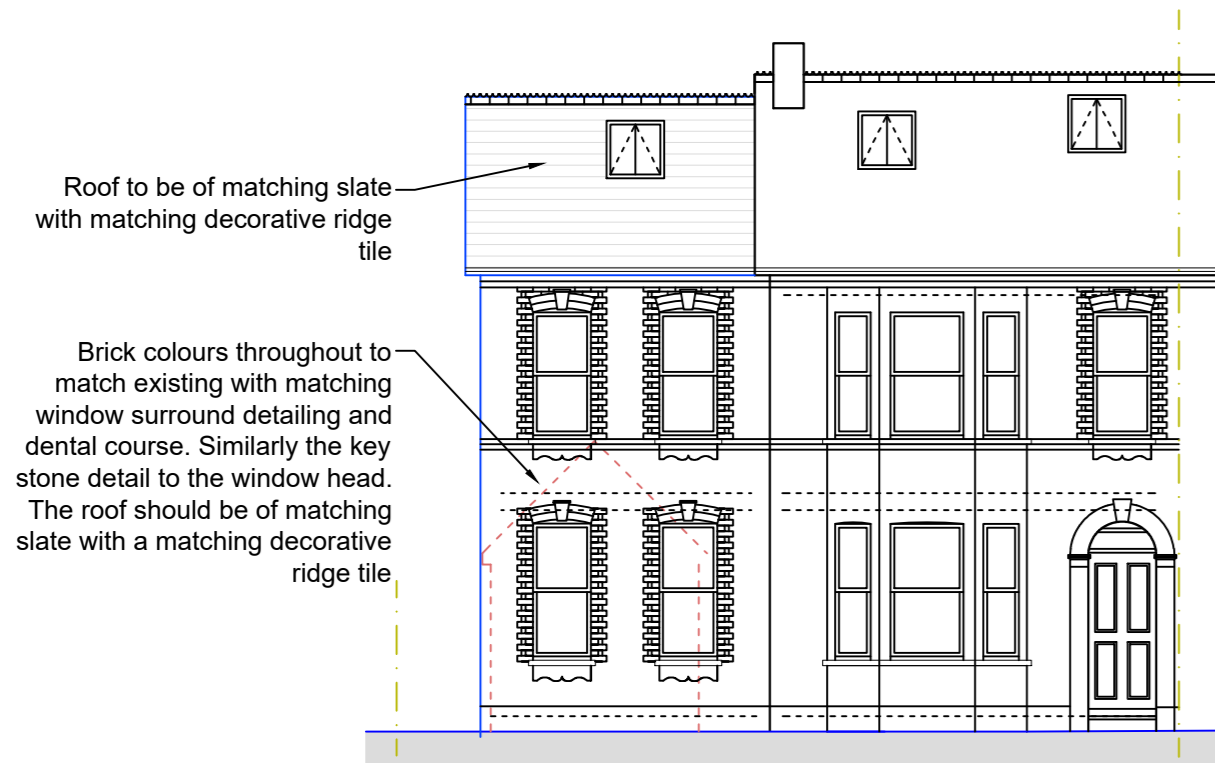 Roof to be of matching slate
with matching decorative ridge
tile
Brick colours throughout to
match existing with matching
window surround detailing and
dental course. Similarly the key
stone detail to the window head.
The roof should be of matching
slate with a matching decorative
ridge tile